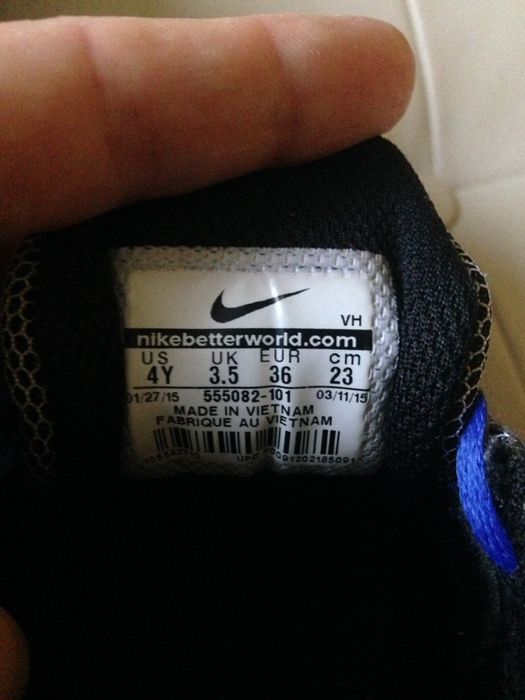 VH
nikebetterworld.com
US UK EUR cm
4Y 3.5 36 23
01/27/15 555082-101 03/11/15
MADE IN VIETNAM
FABRIQUE AU VIETNAM
UPC